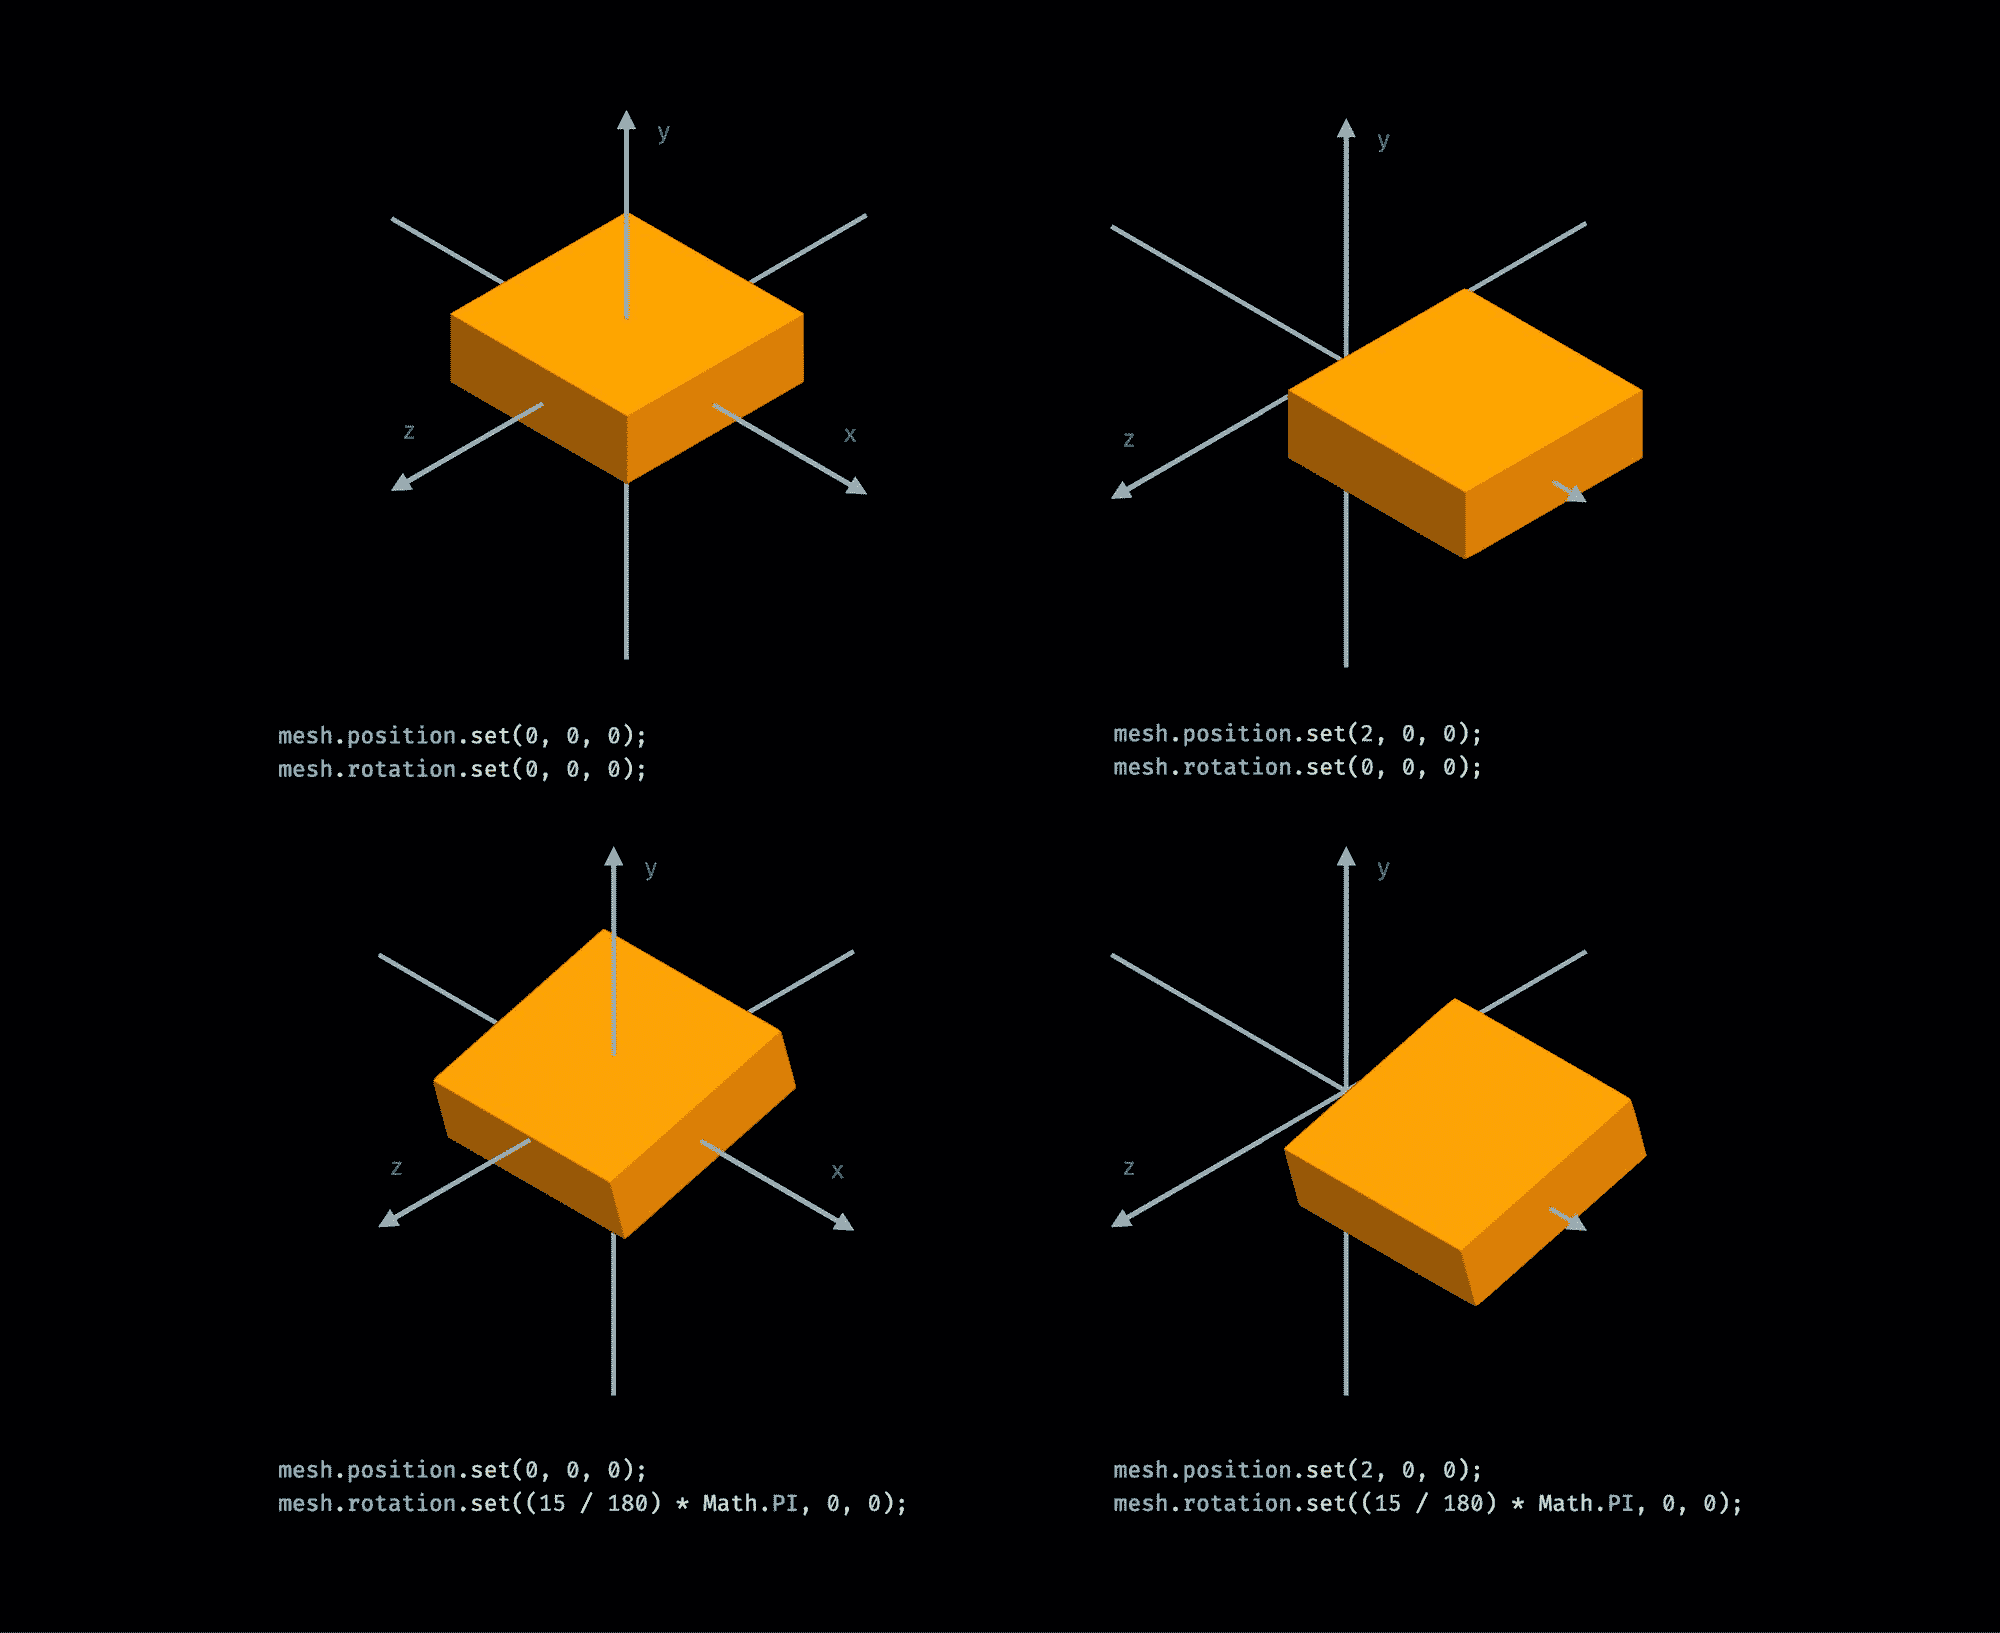 y
z
x
y
z
mesh.position.set(0, 0, 0);
mesh.rotation.set(0, 0, 0);
mesh.position.set(2, 0, 0);
mesh.rotation.set(0, 0, 0);
y
z
x
y
z
mesh.position.set(0, 0, 0);
mesh.rotation.set((15 / 180) * Math.PI, 0, 0);
mesh.position.set(2, 0, 0);
mesh.rotation.set((15 / 180) * Math.PI, 0, 0);